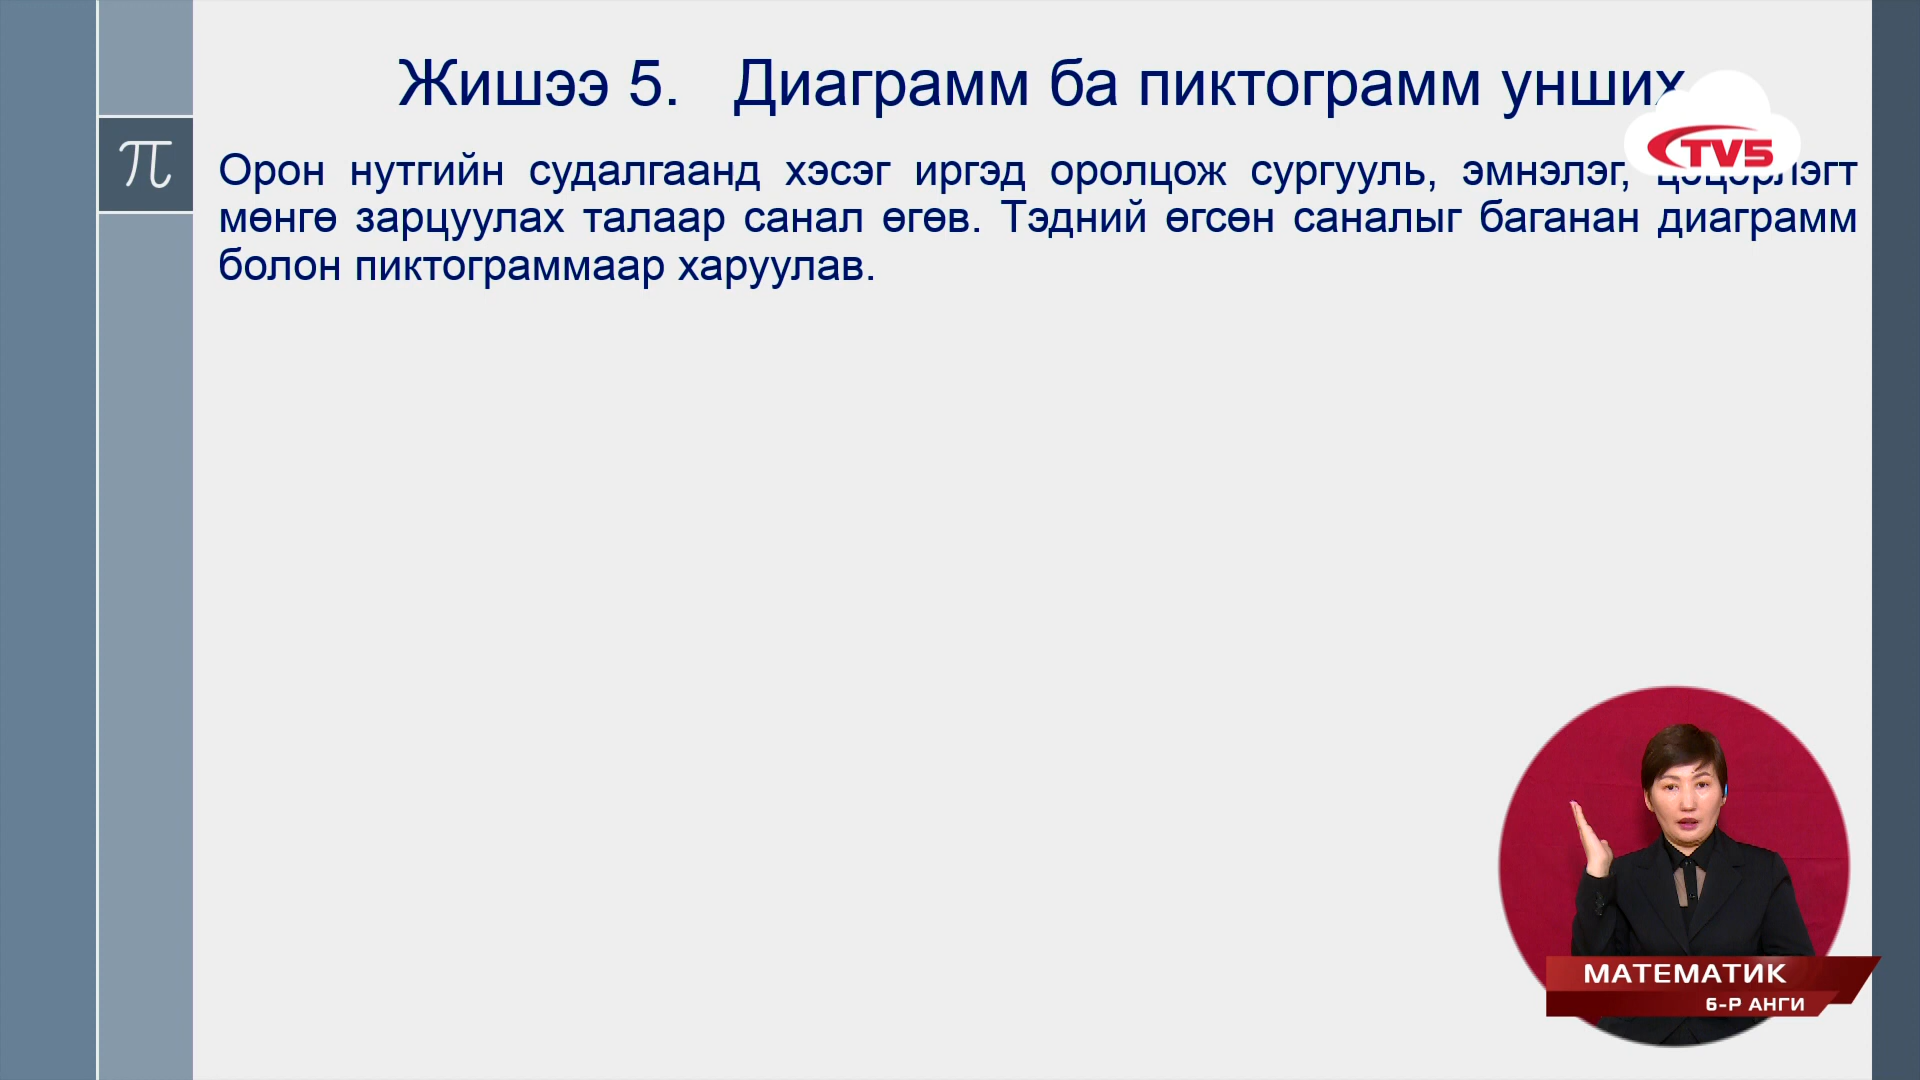 Жишээ 5. Диаграмм ба пиктограмм унших
TV5
π
Орон нутгийн судалгаанд хэсэг иргэд оролцож сургууль, эмнэлэг, цэцэрлэгт
мөнгө зарцуулах талаар санал өгөв. Тэдний өгсөн саналыг баганан диаграмм
болон пиктограммаар харуулав.
МАТЕМАТИК
6-Р АНГИ